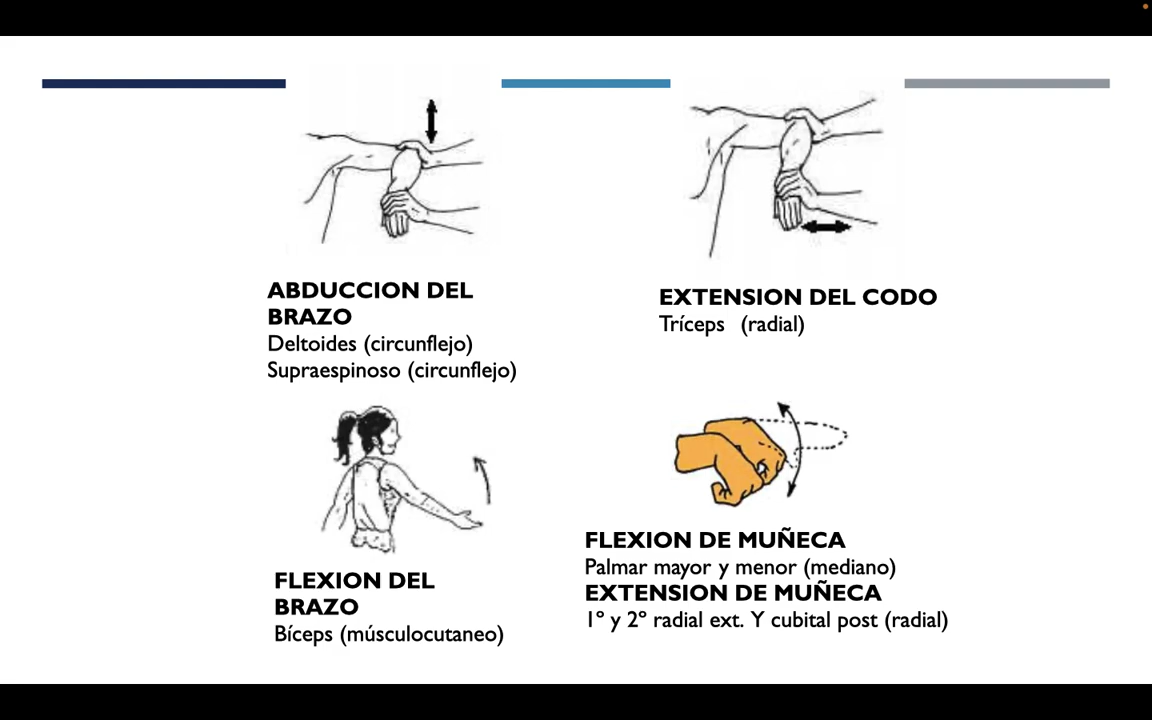 ABDUCCION DEL
BRAZO
Deltoides (circunflejo)
Supraespinoso (circunflejo)
EXTENSION DEL CODO
Tríceps (radial)
FLEXION DEL
BRAZO
Bíceps (músculocutaneo)
FLEXION DE MUÑECA
Palmar mayor y menor (mediano)
EXTENSION DE MUÑECA
1º y 2º radial ext. Y cubital post (radial)